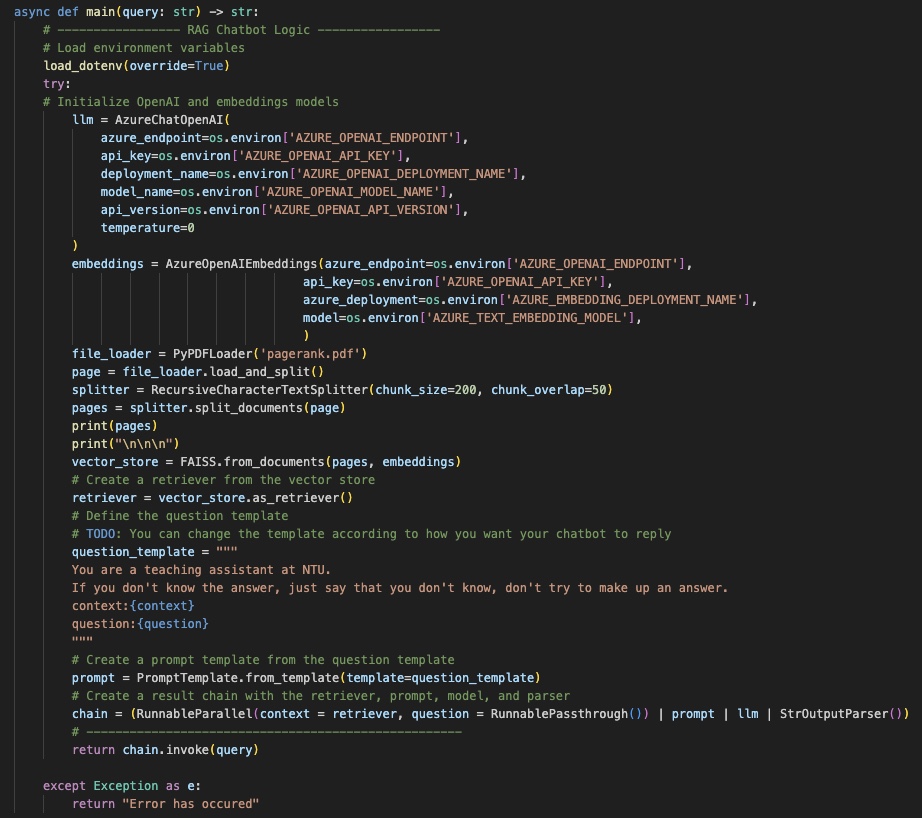 async def main(query: str) -> str:
    # ----------------- RAG Chatbot Logic -----------------
    # Load environment variables
    load_dotenv(override=True)
    try:
    # Initialize OpenAI and embeddings models
        llm = AzureChatOpenAI(
            azure_endpoint=os.environ['AZURE_OPENAI_ENDPOINT'],
            api_key=os.environ['AZURE_OPENAI_API_KEY'],
            deployment_name=os.environ['AZURE_OPENAI_DEPLOYMENT_NAME'],
            model_name=os.environ['AZURE_OPENAI_MODEL_NAME'],
            api_version=os.environ['AZURE_OPENAI_API_VERSION'],
            temperature=0
        )
        embeddings = AzureOpenAIEmbeddings(azure_endpoint=os.environ['AZURE_OPENAI_ENDPOINT'],
                                        api_key=os.environ['AZURE_OPENAI_API_KEY'],
                                        azure_deployment=os.environ['AZURE_EMBEDDING_DEPLOYMENT_NAME'],
                                        model=os.environ['AZURE_TEXT_EMBEDDING_MODEL'],
                                        )
        file_loader = PyPDFLoader('pagerank.pdf')
        page = file_loader.load_and_split()
        splitter = RecursiveCharacterTextSplitter(chunk_size=200, chunk_overlap=50)
        pages = splitter.split_documents(page)
        print(pages)
        print("\n\n\n")
        vector_store = FAISS.from_documents(pages, embeddings)
        # Create a retriever from the vector store
        retriever = vector_store.as_retriever()
        # Define the question template
        # TODO: You can change the template according to how you want your chatbot to reply
        question_template = """
        You are a teaching assistant at NTU.
        If you don't know the answer, just say that you don't know, don't try to make up an answer.
        context:{context}
        question:{question}
        """
        # Create a prompt template from the question template
        prompt = PromptTemplate.from_template(template=question_template)
        # Create a result chain with the retriever, prompt, model, and parser
        chain = (RunnableParallel(context = retriever, question = RunnablePassthrough()) | prompt | llm | StrOutputParser())
        # ----------------------------------------------------
        return chain.invoke(query)

    except Exception as e:
        return "Error has occured"